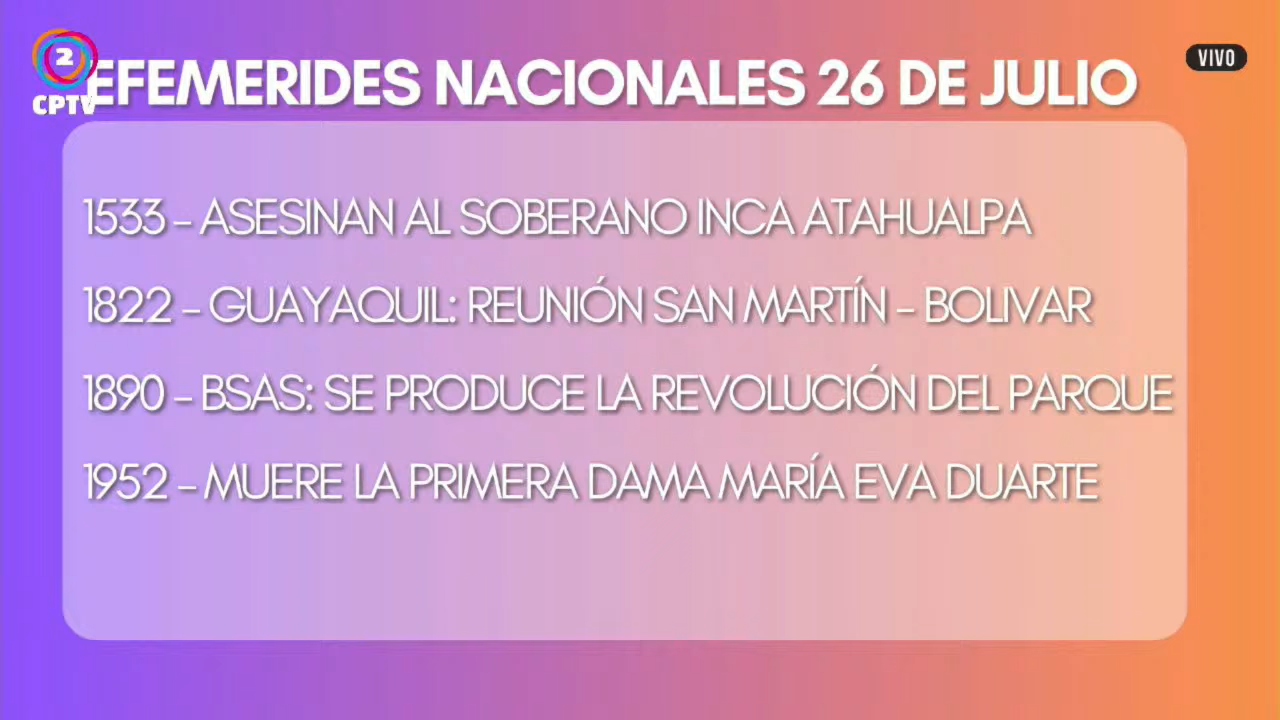 2
CPTV
EFEMERIDES NACIONALES 26 DE JULIO
VIVO
1533 – ASESINAN AL SOBERANO INCA ATAHUALPA
1822 – GUAYAQUIL: REUNIÓN SAN MARTÍN – BOLIVAR
1890 – BSAS: SE PRODUCE LA REVOLUCIÓN DEL PARQUE
1952 – MUERE LA PRIMERA DAMA MARÍA EVA DUARTE